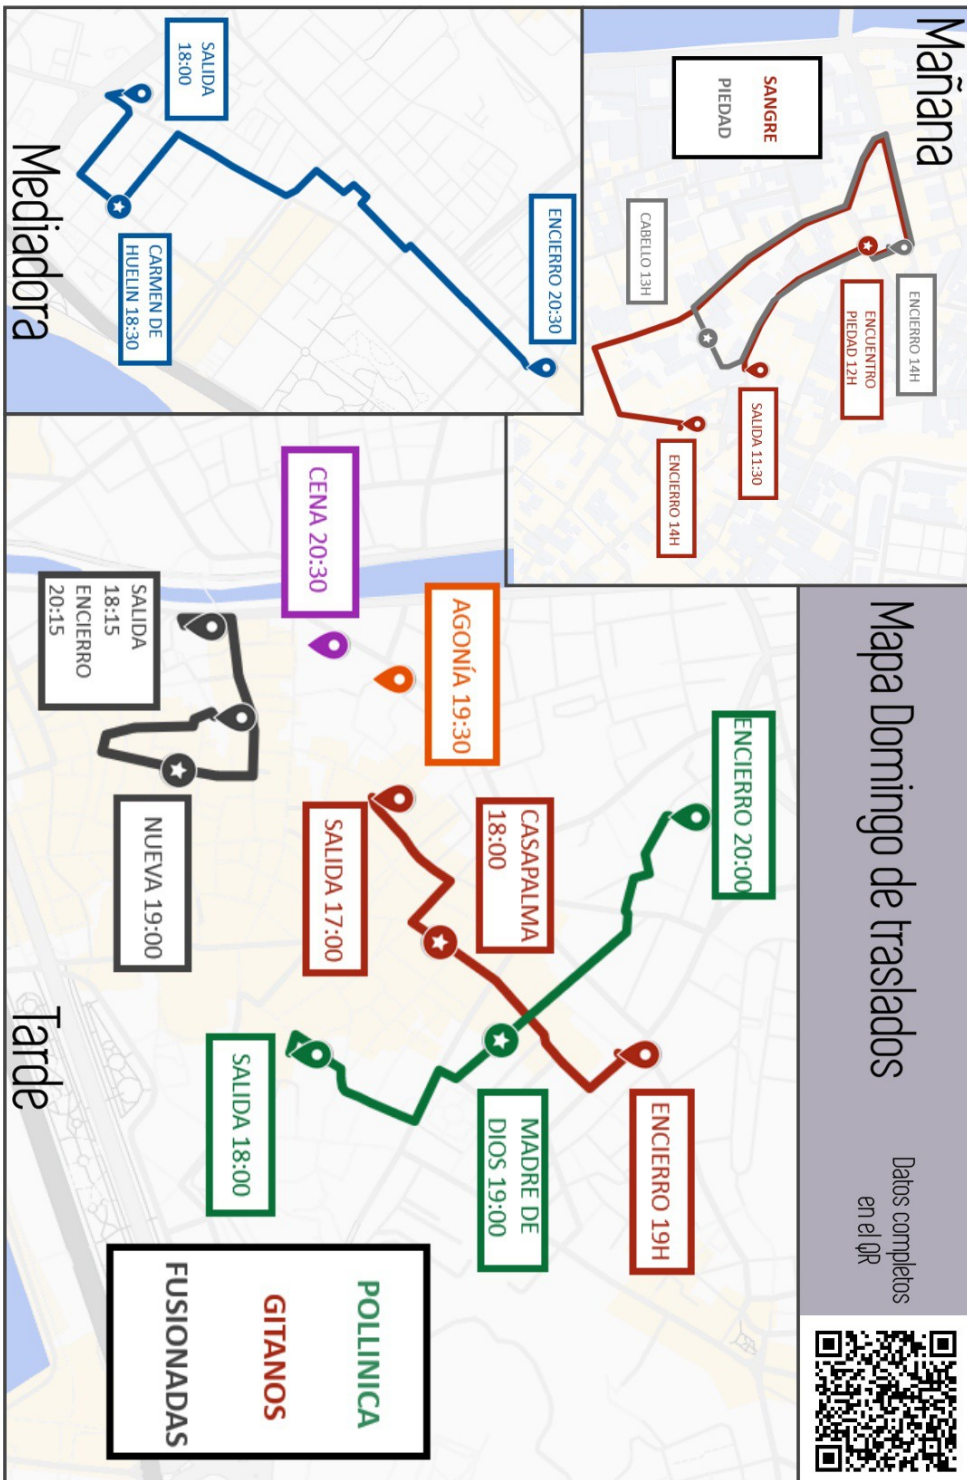 Mañana
SANGRE
PIEDAD
ENCIERRO 14H
ENCUENTRO
PIEDAD 12H
CABELLO 13H
SALIDA 11:30
ENCIERRO 14H
Mapa Domingo de traslados
Datos completos
en el QR
SALIDA
18:00
ENCIERRO 20:30
CARMEN DE
HUELIN 18:30
Mediadora
ENCIERRO 20:00
AGONÍA 19:30
CENA 20:30
CASAPALMA
18:00
ENCIERRO 19H
SALIDA 17:00
MADRE DE
DIOS 19:00
SALIDA
18:15
ENCIERRO
20:15
NUEVA 19:00
SALIDA 18:00
POLLINICA
GITANOS
FUSIONADAS
Tarde